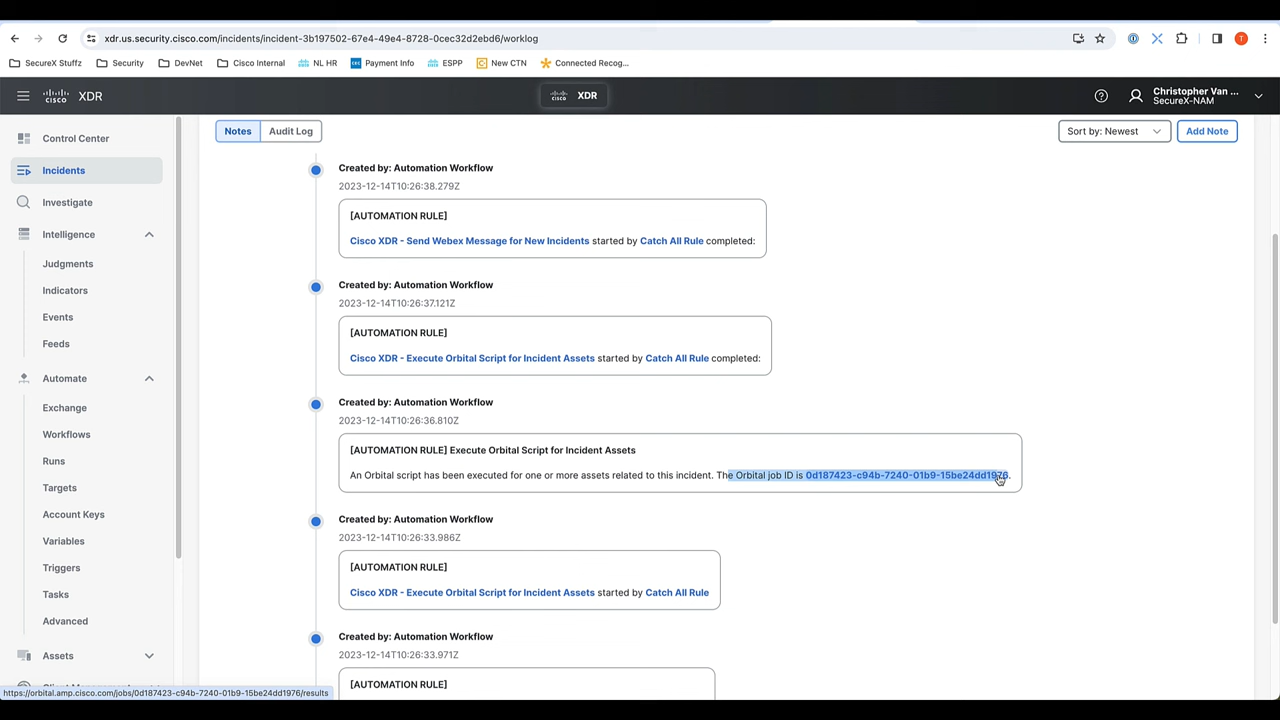 xdr.us.security.cisco.com/incidents/incident-3b197502-67e4-49e4-8728-0cec32d2ebd6/worklog
T
SecureX Stuffz Security DevNet Cisco Internal NL HR Payment Info ESPP New CTN Connected Recog...
cisco XDR
cisco XDR
Christopher Van ...
SecureX-NAM
Control Center
Incidents
Investigate
Intelligence
Judgments
Indicators
Events
Feeds
Automate
Exchange
Workflows
Runs
Targets
Account Keys
Variables
Triggers
Tasks
Advanced
Assets
Notes Audit Log Sort by: Newest Add Note
Created by: Automation Workflow
2023-12-14T10:26:38.279Z
[AUTOMATION RULE]
Cisco XDR - Send Webex Message for New Incidents started by Catch All Rule completed:
Created by: Automation Workflow
2023-12-14T10:26:37.121Z
[AUTOMATION RULE]
Cisco XDR - Execute Orbital Script for Incident Assets started by Catch All Rule completed:
Created by: Automation Workflow
2023-12-14T10:26:36.810Z
[AUTOMATION RULE] Execute Orbital Script for Incident Assets
An Orbital script has been executed for one or more assets related to this incident. The Orbital job ID is 0d187423-c94b-7240-01b9-15be24dd1976.
Created by: Automation Workflow
2023-12-14T10:26:33.986Z
[AUTOMATION RULE]
Cisco XDR - Execute Orbital Script for Incident Assets started by Catch All Rule
Created by: Automation Workflow
2023-12-14T10:26:33.971Z
[AUTOMATION RULE]
https://orbital.amp.cisco.com/jobs/0d187423-c94b-7240-01b9-15be24dd1976/results